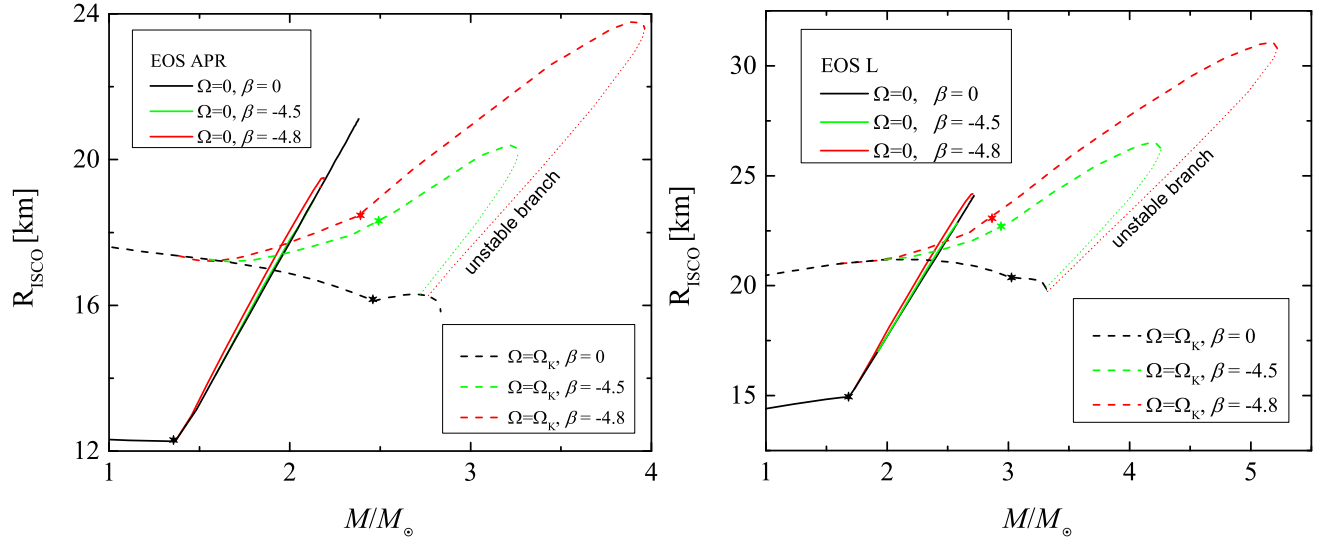 24
20
16
12
R_ISCO [km]
EOS APR
Ω=0, β = 0
Ω=0, β = -4.5
Ω=0, β = -4.8
unstable branch
Ω=Ω_K, β = 0
Ω=Ω_K, β = -4.5
Ω=Ω_K, β = -4.8
1 2 3 4
M/M_⊙
30
25
20
15
R_ISCO [km]
EOS L
Ω=0, β = 0
Ω=0, β = -4.5
Ω=0, β = -4.8
unstable branch
Ω=Ω_K, β = 0
Ω=Ω_K, β = -4.5
Ω=Ω_K, β = -4.8
1 2 3 4 5
M/M_⊙